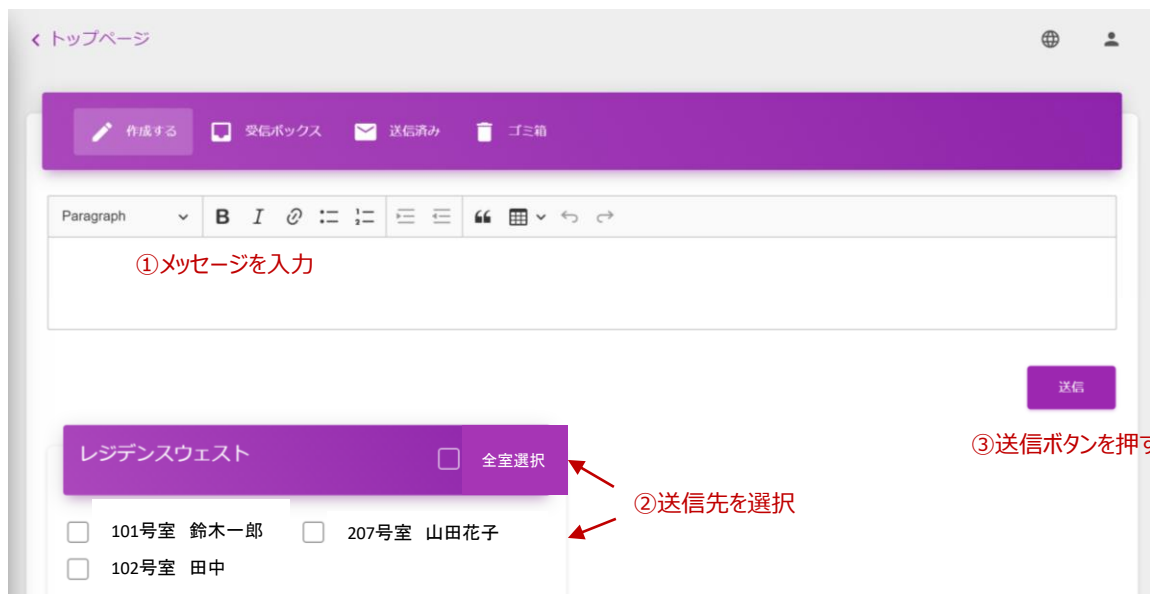 トップページ
作成する 受信ボックス 送信済み ゴミ箱
Paragraph B I
①メッセージを入力
送信
③送信ボタンを押す
レジデンスウェスト 全室選択
②送信先を選択
101号室 鈴木一郎 207号室 山田花子
102号室 田中